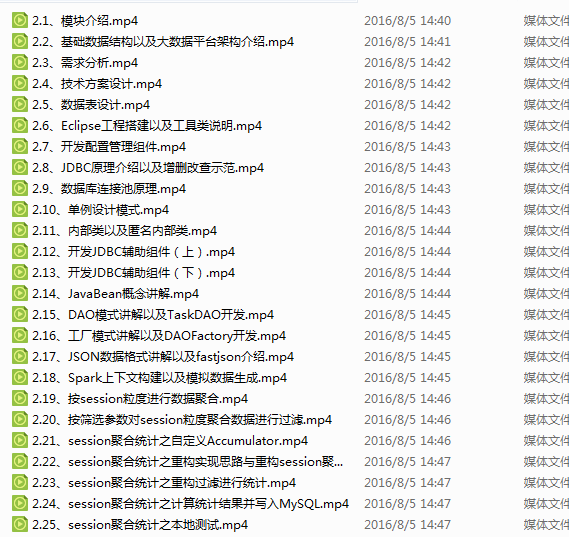 2.1、模块介绍.mp4 2016/8/5 14:40 媒体文件
2.2、基础数据结构以及大数据平台架构介绍.mp4 2016/8/5 14:41 媒体文件
2.3、需求分析.mp4 2016/8/5 14:42 媒体文件
2.4、技术方案设计.mp4 2016/8/5 14:42 媒体文件
2.5、数据表设计.mp4 2016/8/5 14:42 媒体文件
2.6、Eclipse工程搭建以及工具类说明.mp4 2016/8/5 14:42 媒体文件
2.7、开发配置管理组件.mp4 2016/8/5 14:43 媒体文件
2.8、JDBC原理介绍以及增删改查示范.mp4 2016/8/5 14:43 媒体文件
2.9、数据库连接池原理.mp4 2016/8/5 14:43 媒体文件
2.10、单例设计模式.mp4 2016/8/5 14:43 媒体文件
2.11、内部类以及匿名内部类.mp4 2016/8/5 14:44 媒体文件
2.12、开发JDBC辅助组件（上）.mp4 2016/8/5 14:44 媒体文件
2.13、开发JDBC辅助组件（下）.mp4 2016/8/5 14:44 媒体文件
2.14、JavaBean概念讲解.mp4 2016/8/5 14:44 媒体文件
2.15、DAO模式讲解以及TaskDAO开发.mp4 2016/8/5 14:45 媒体文件
2.16、工厂模式讲解以及DAOFactory开发.mp4 2016/8/5 14:45 媒体文件
2.17、JSON数据格式讲解以及fastjson介绍.mp4 2016/8/5 14:45 媒体文件
2.18、Spark上下文构建以及模拟数据生成.mp4 2016/8/5 14:45 媒体文件
2.19、按session粒度进行数据聚合.mp4 2016/8/5 14:46 媒体文件
2.20、按筛选参数对session粒度聚合数据进行过滤.mp4 2016/8/5 14:46 媒体文件
2.21、session聚合统计之自定义Accumulator.mp4 2016/8/5 14:46 媒体文件
2.22、session聚合统计之重构实现思路与重构session聚... 2016/8/5 14:47 媒体文件
2.23、session聚合统计之重构过滤进行统计.mp4 2016/8/5 14:47 媒体文件
2.24、session聚合统计之计算统计结果并写入MySQL.mp4 2016/8/5 14:47 媒体文件
2.25、session聚合统计之本地测试.mp4 2016/8/5 14:47 媒体文件